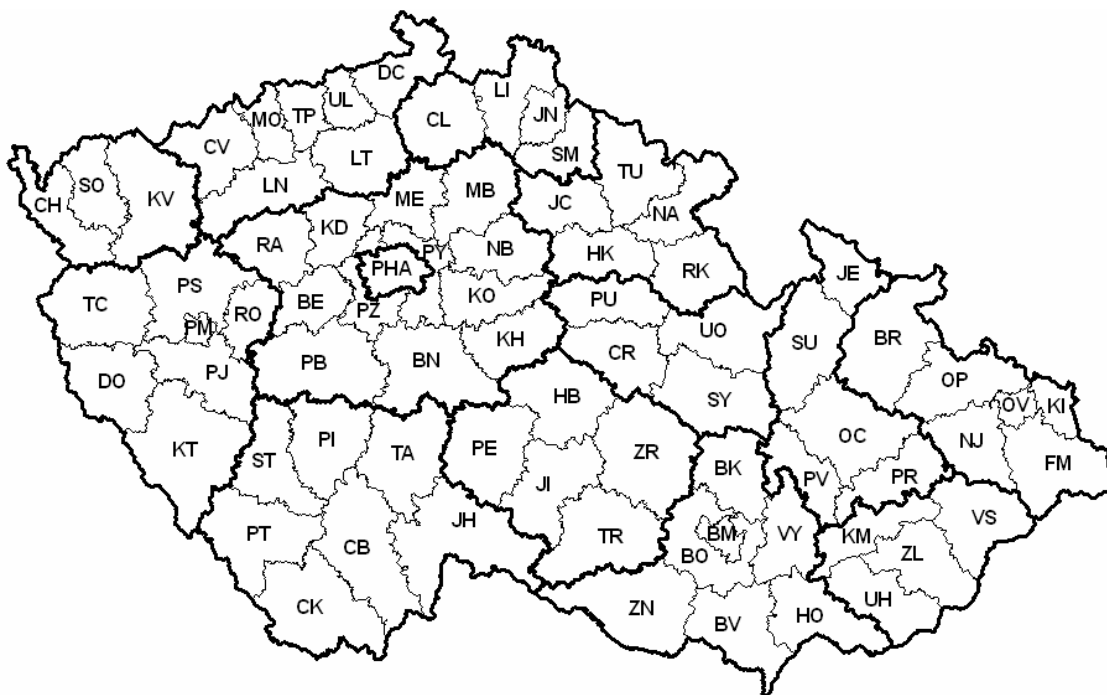 DC
LI
UL
MO
TP
CL
JN
CV
LT
SM
TU
SO
LN
KV
CH
ME
MB
JC
NA
KD
RA
PY
NB
HK
PHA
RK
JE
PS
KO
TC
BE
PU
RO
PZ
PM
UO
KH
CR
SU
BR
PB
BN
DO
PJ
OP
HB
SY
OV
KI
PI
OC
NJ
KT
ST
TA
PE
ZR
BK
FM
JI
PV
PR
JH
VS
PT
CB
TR
BM
VY
KM
BO
ZL
CK
ZN
UH
HO
BV